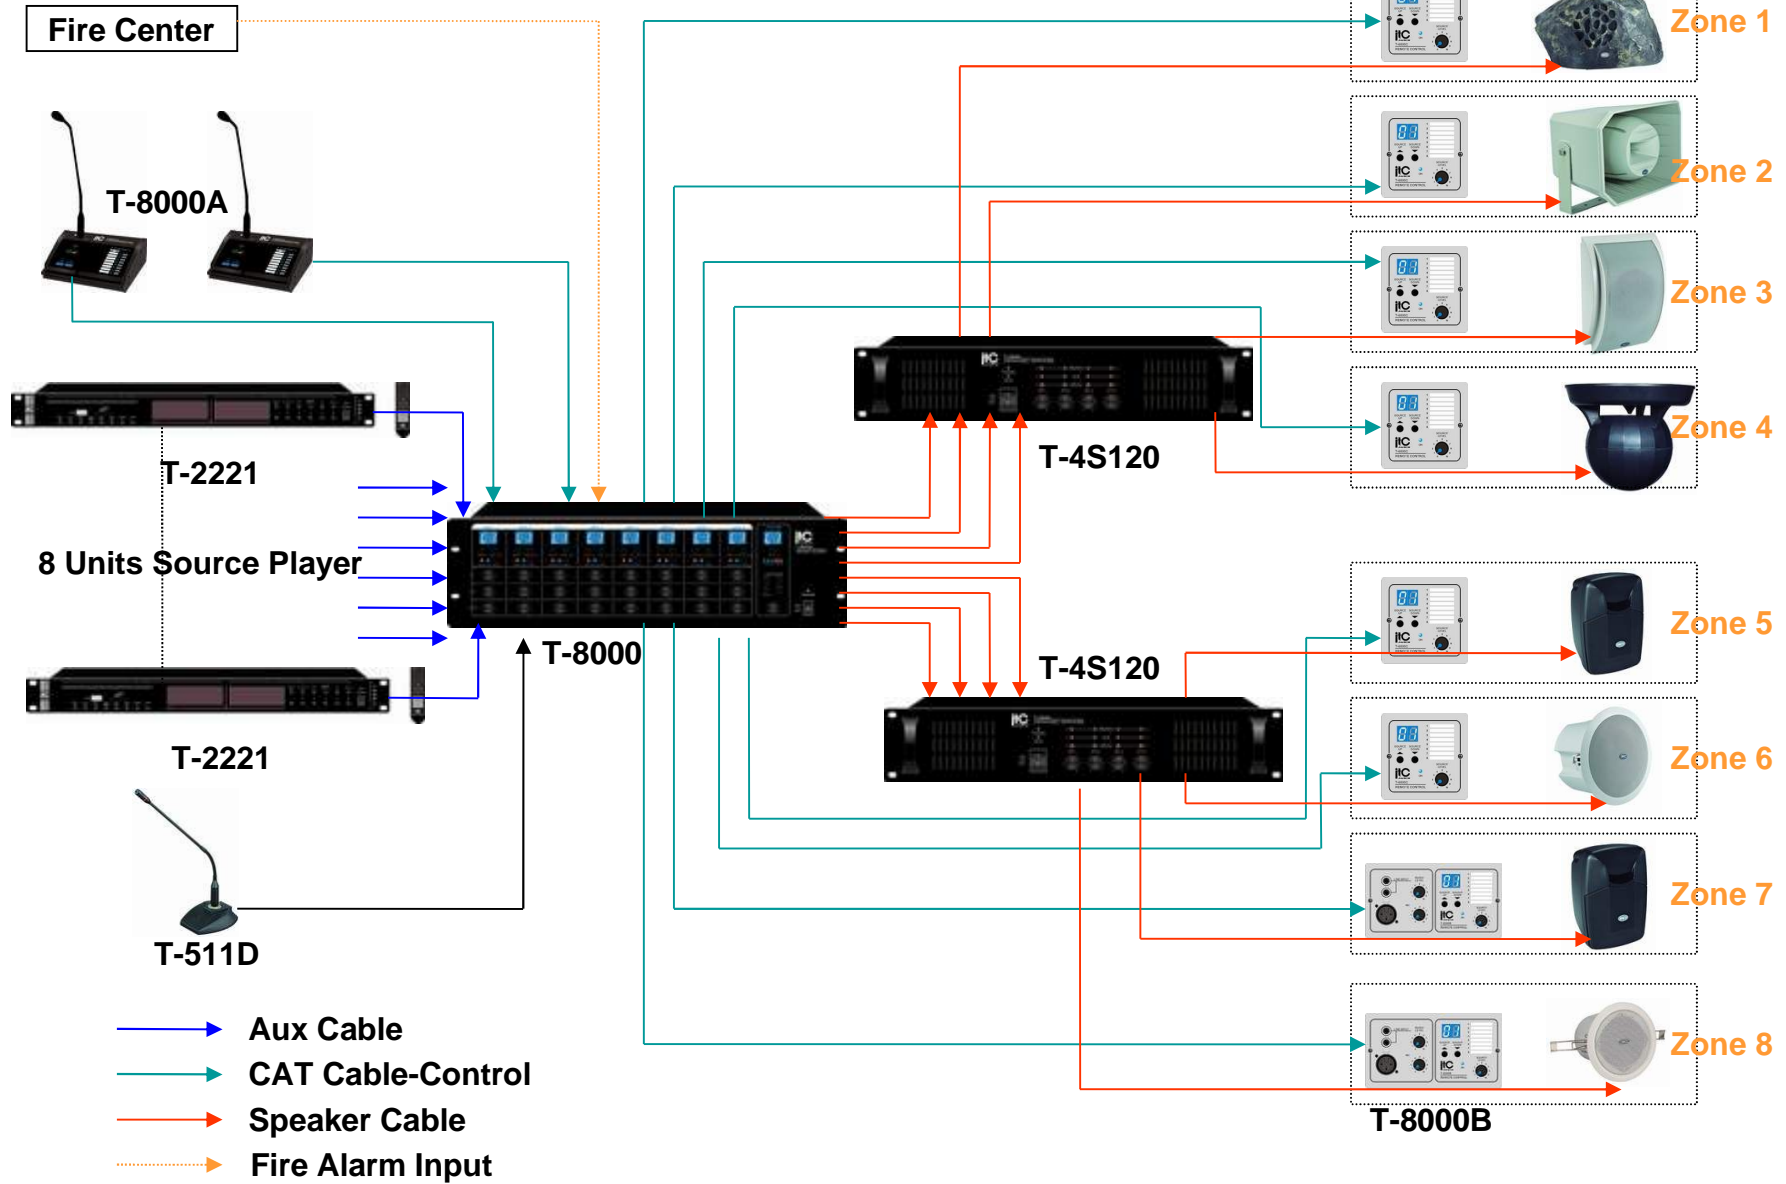 Fire Center
Zone 1
T-8000A
Zone 2
Zone 3
Zone 4
T-4S120
T-2221
8 Units Source Player
T-8000
T-4S120
Zone 5
Zone 6
T-2221
Zone 7
T-511D
Zone 8
T-8000B
Aux Cable
CAT Cable-Control
Speaker Cable
Fire Alarm Input